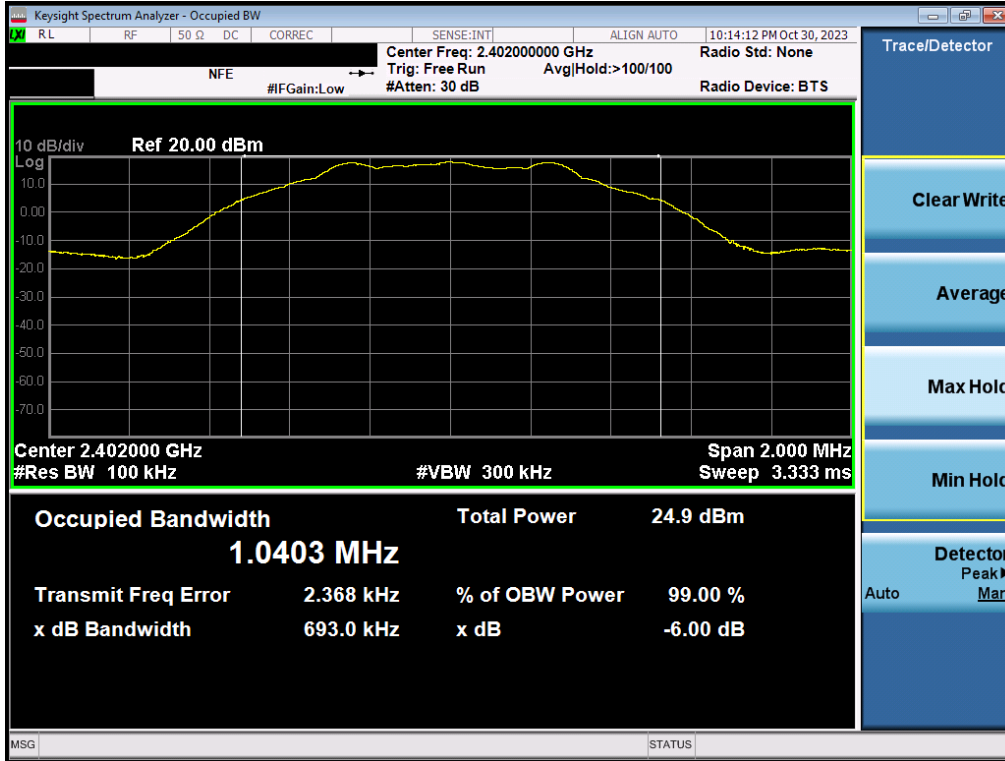 Keysight Spectrum Analyzer - Occupied BW
LXI RL RF 50 Ω DC CORREC SENSE:INT ALIGN AUTO 10:14:12 PM Oct 30, 2023
Center Freq: 2.402000000 GHz Radio Std: None
NFE Trig: Free Run Avg|Hold:>100/100
#IFGain:Low #Atten: 30 dB Radio Device: BTS
10 dB/div Ref 20.00 dBm
Log
10.0
0.00
-10.0
-20.0
-30.0
-40.0
-50.0
-60.0
-70.0
Center 2.402000 GHz Span 2.000 MHz
#Res BW 100 kHz #VBW 300 kHz Sweep 3.333 ms
Occupied Bandwidth Total Power 24.9 dBm
1.0403 MHz
Transmit Freq Error 2.368 kHz % of OBW Power 99.00 %
x dB Bandwidth 693.0 kHz x dB -6.00 dB
MSG STATUS
Trace/Detector
Clear Write
Average
Max Hold
Min Hold
Detector
Peak
Auto Man